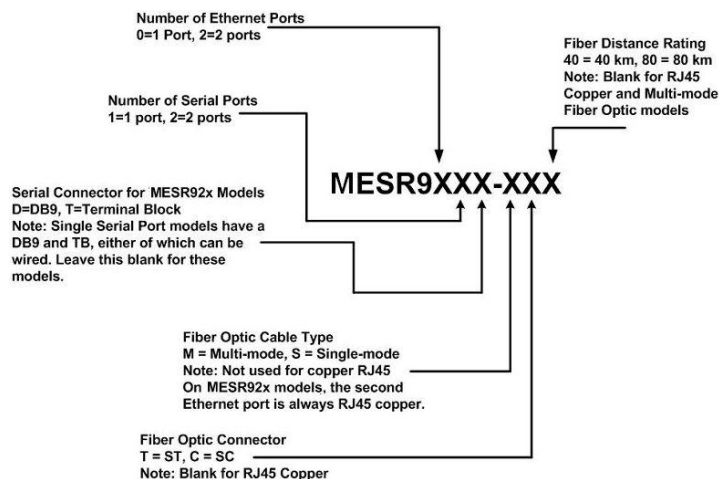 Number of Ethernet Ports
0=1 Port, 2=2 ports
Fiber Distance Rating
40 = 40 km, 80 = 80 km
Note: Blank for RJ45
Copper and Multi-mode
Fiber Optic models
Number of Serial Ports
1=1 port, 2=2 ports
MESR9XXX-XXX
Serial Connector for MESR92x Models
D=DB9, T=Terminal Block
Note: Single Serial Port models have a
DB9 and TB, either of which can be
wired. Leave this blank for these
models.
Fiber Optic Cable Type
M = Multi-mode, S = Single-mode
Note: Not used for copper RJ45
On MESR92x models, the second
Ethernet port is always RJ45 copper.
Fiber Optic Connector
T = ST, C = SC
Note: Blank for RJ45 Copper